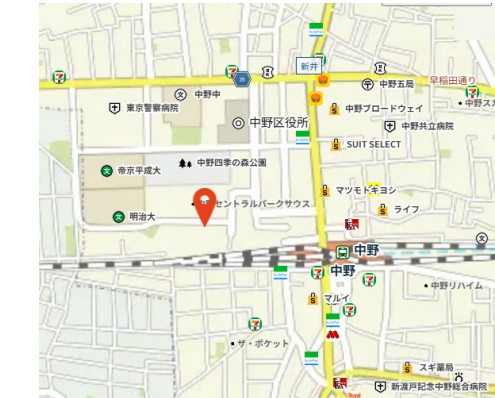 新井
早稲田通り
25
中野五局
中野中
東京警察病院
中野ブロードウェイ
中野区役所
中野共立病院
SUIT SELECT
中野四季の森公園
帝京平成大
マツモトキヨシ
セントラルパークサウス
ライフ
明治大
中野
中野
中野リハイム
マルイ
ザ・ポケット
スギ薬局
新渡戸記念中野総合病院